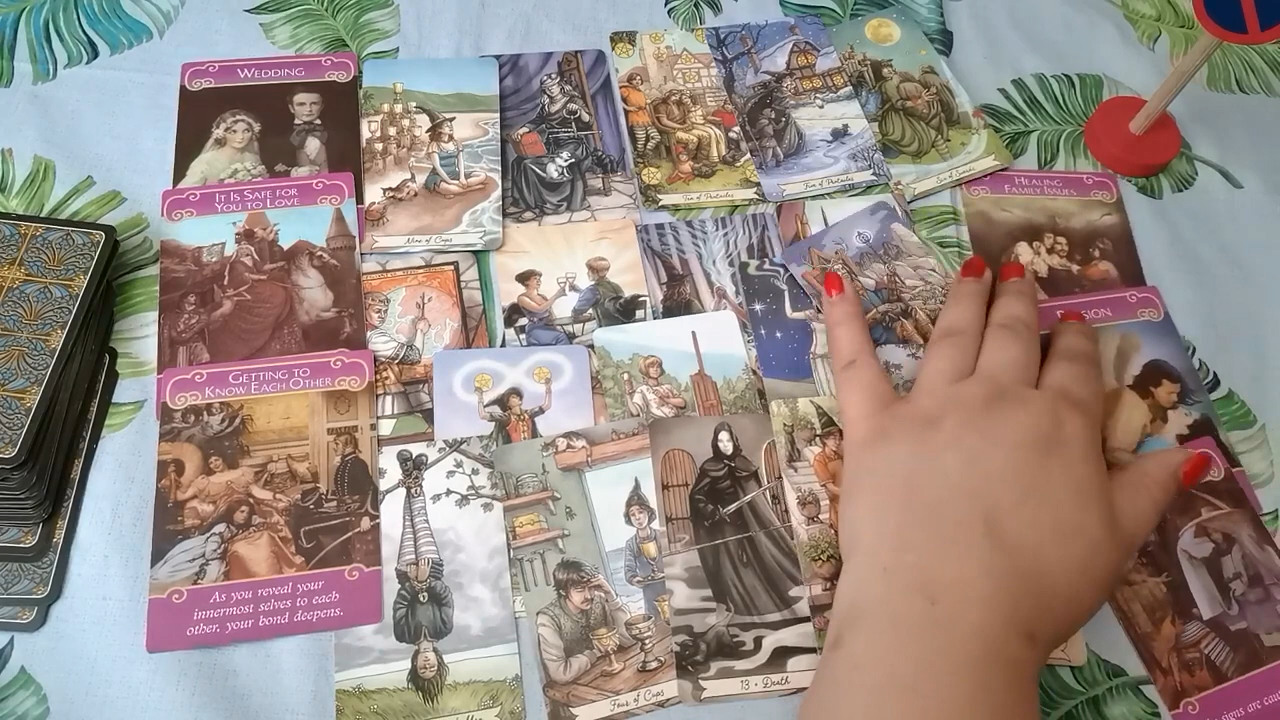 WEDDING
IT IS SAFE FOR
YOU TO LOVE
GETTING TO
KNOW EACH OTHER
As you reveal your
innermost selves to each
other, your bond deepens.
Nine of Cups
Ten of Pentacles
Five of Pentacles
Six of Swords
HEALING
FAMILY ISSUES
Four of Cups
13 • Death
signs are